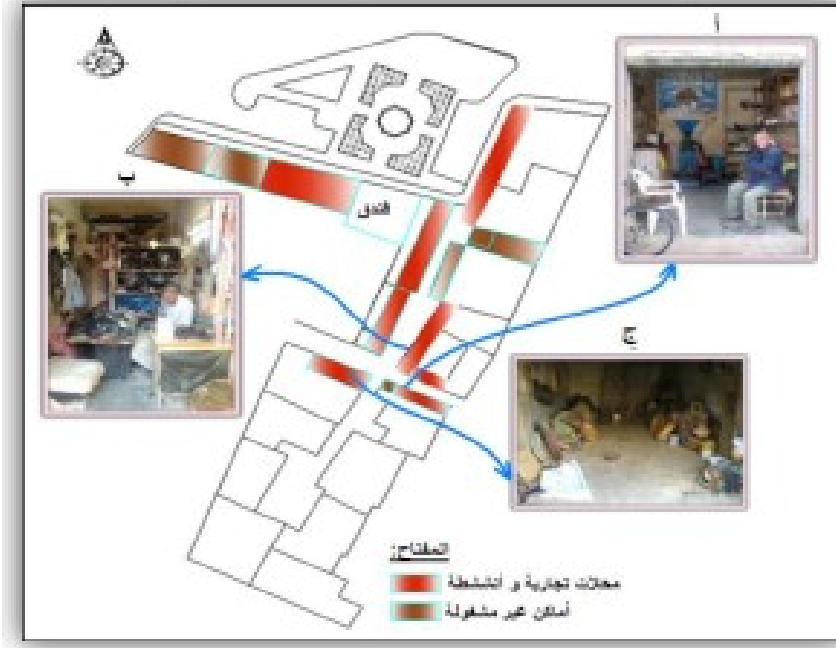 أ
ب
فندق
ج
المفتاح:
محلات تجارية و أنشطة
أماكن غير مشغولة